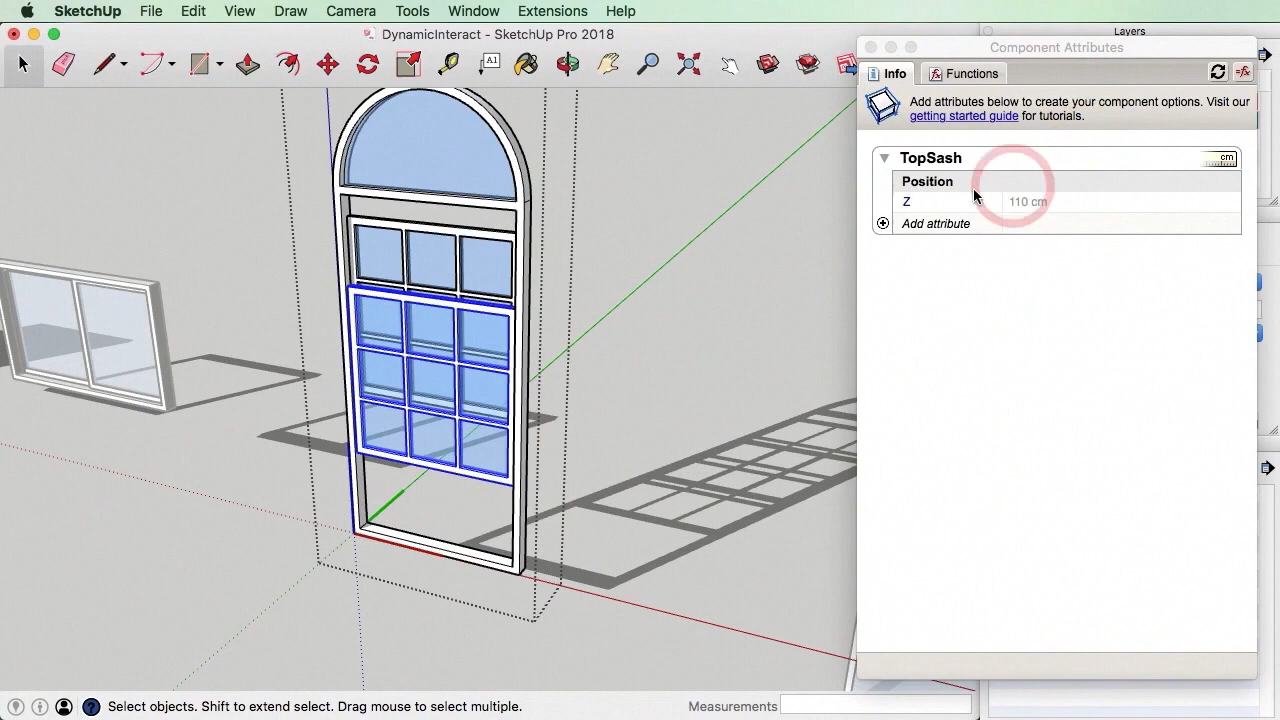 SketchUp File Edit View Draw Camera Tools Window Extensions Help
DynamicInteract - SketchUp Pro 2018
Layers
Component Attributes
Info Functions
=fx
A1
Add attributes below to create your component options. Visit our
getting started guide for tutorials.
TopSash cm
Position
Z 110 cm
Add attribute
Select objects. Shift to extend select. Drag mouse to select multiple. Measurements